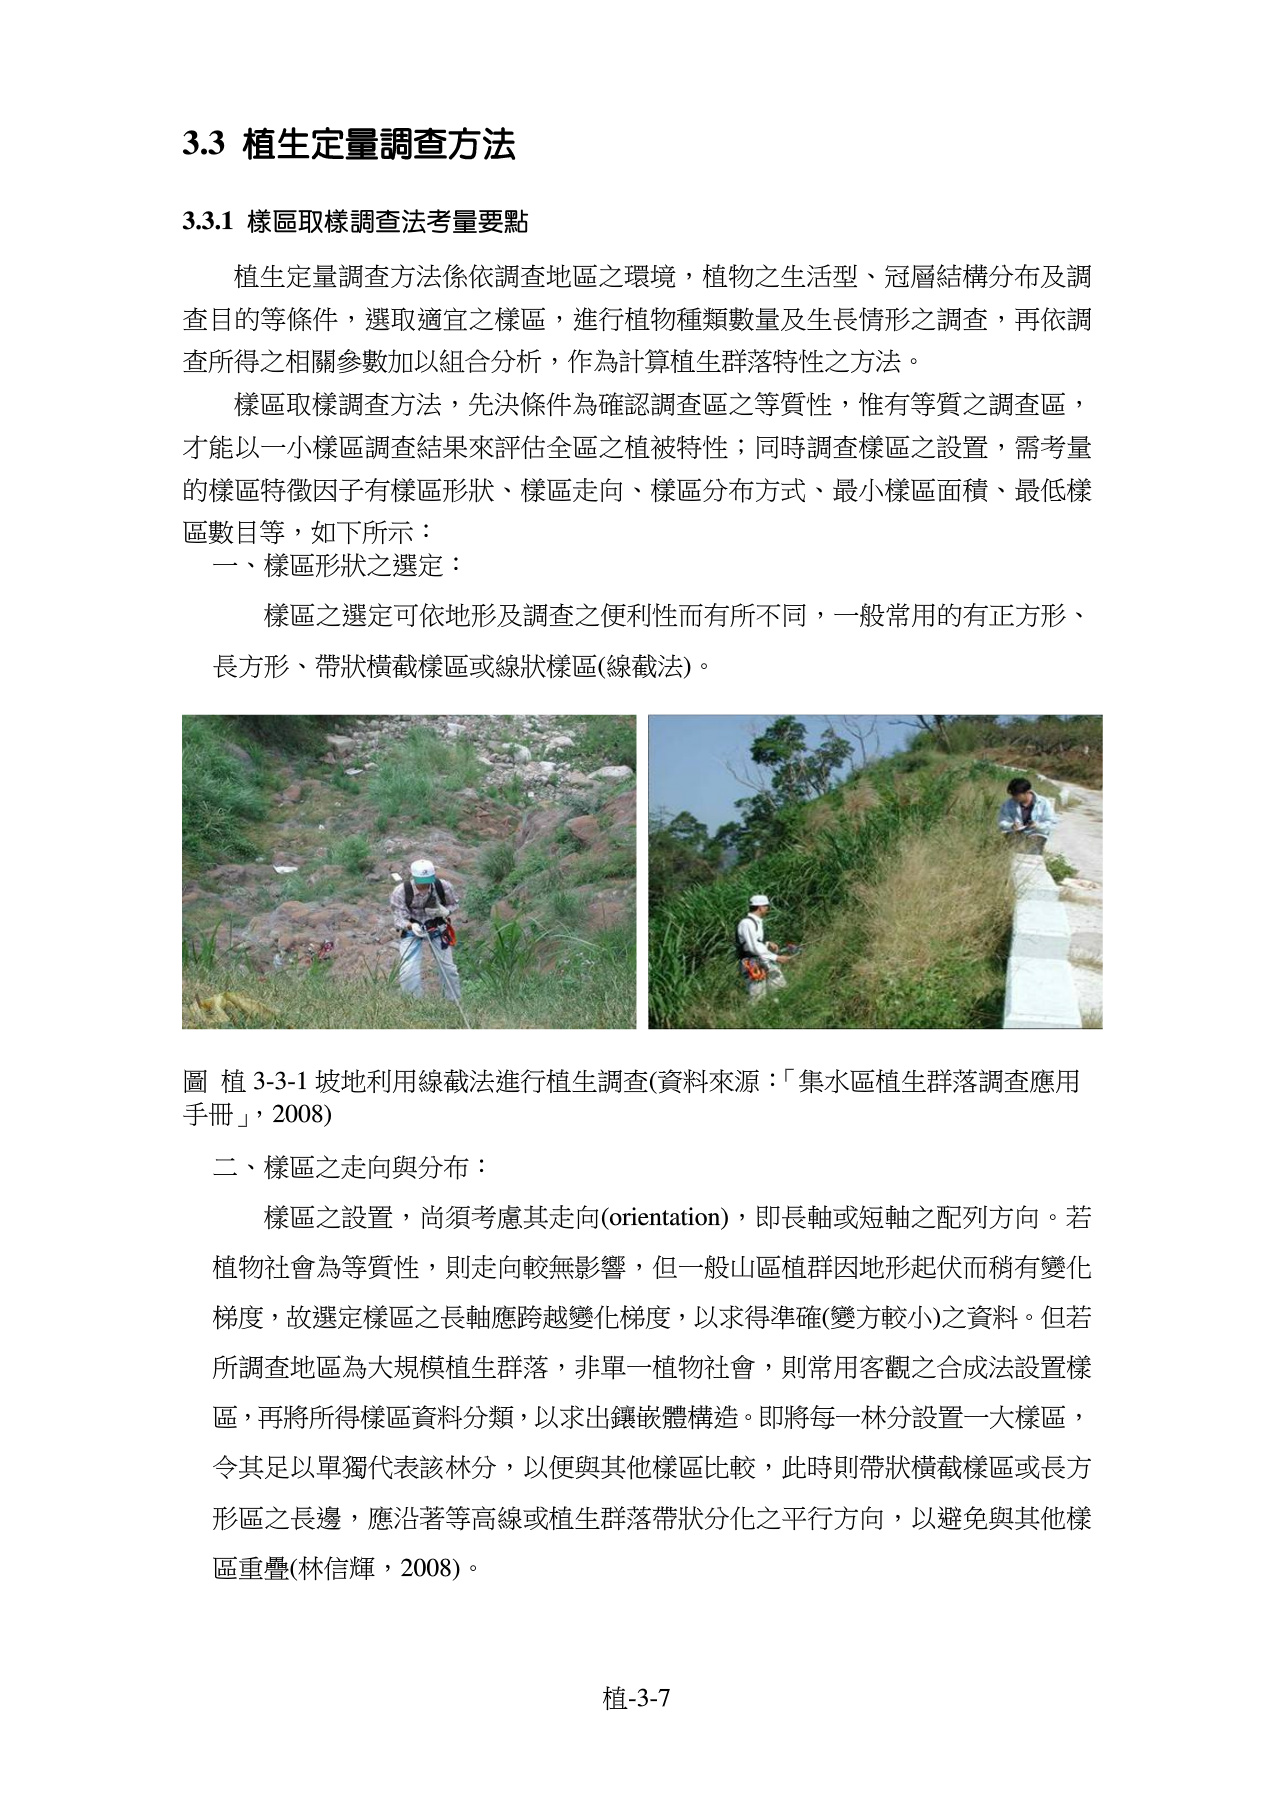 3.3 植生定量調查方法
3.3.1 樣區取樣調查法考量要點
植生定量調查方法係依調查地區之環境，植物之生活型、冠層結構分布及調
查目的等條件，選取適宜之樣區，進行植物種類數量及生長情形之調查，再依調
查所得之相關參數加以組合分析，作為計算植生群落特性之方法。
樣區取樣調查方法，先決條件為確認調查區之等質性，惟有等質之調查區，
才能以一小樣區調查結果來評估全區之植被特性；同時調查樣區之設置，需考量
的樣區特徵因子有樣區形狀、樣區走向、樣區分布方式、最小樣區面積、最低樣
區數目等，如下所示：
一、樣區形狀之選定：
樣區之選定可依地形及調查之便利性而有所不同，一般常用的有正方形、
長方形、帶狀橫截樣區或線狀樣區(線截法)。
圖 植 3-3-1 坡地利用線截法進行植生調查(資料來源：「集水區植生群落調查應用
手冊」，2008)
二、樣區之走向與分布：
樣區之設置，尚須考慮其走向(orientation)，即長軸或短軸之配列方向。若
植物社會為等質性，則走向較無影響，但一般山區植群因地形起伏而稍有變化
梯度，故選定樣區之長軸應跨越變化梯度，以求得準確(變方較小)之資料。但若
所調查地區為大規模植生群落，非單一植物社會，則常用客觀之合成法設置樣
區，再將所得樣區資料分類，以求出鑲嵌體構造。即將每一林分設置一大樣區，
令其足以單獨代表該林分，以便與其他樣區比較，此時則帶狀橫截樣區或長方
形區之長邊，應沿著等高線或植生群落帶狀分化之平行方向，以避免與其他樣
區重疊(林信輝，2008)。
植-3-7